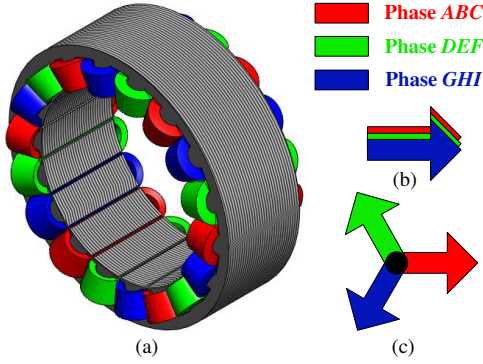 Phase ABC
Phase DEF
Phase GHI
(b)
(a)
(c)